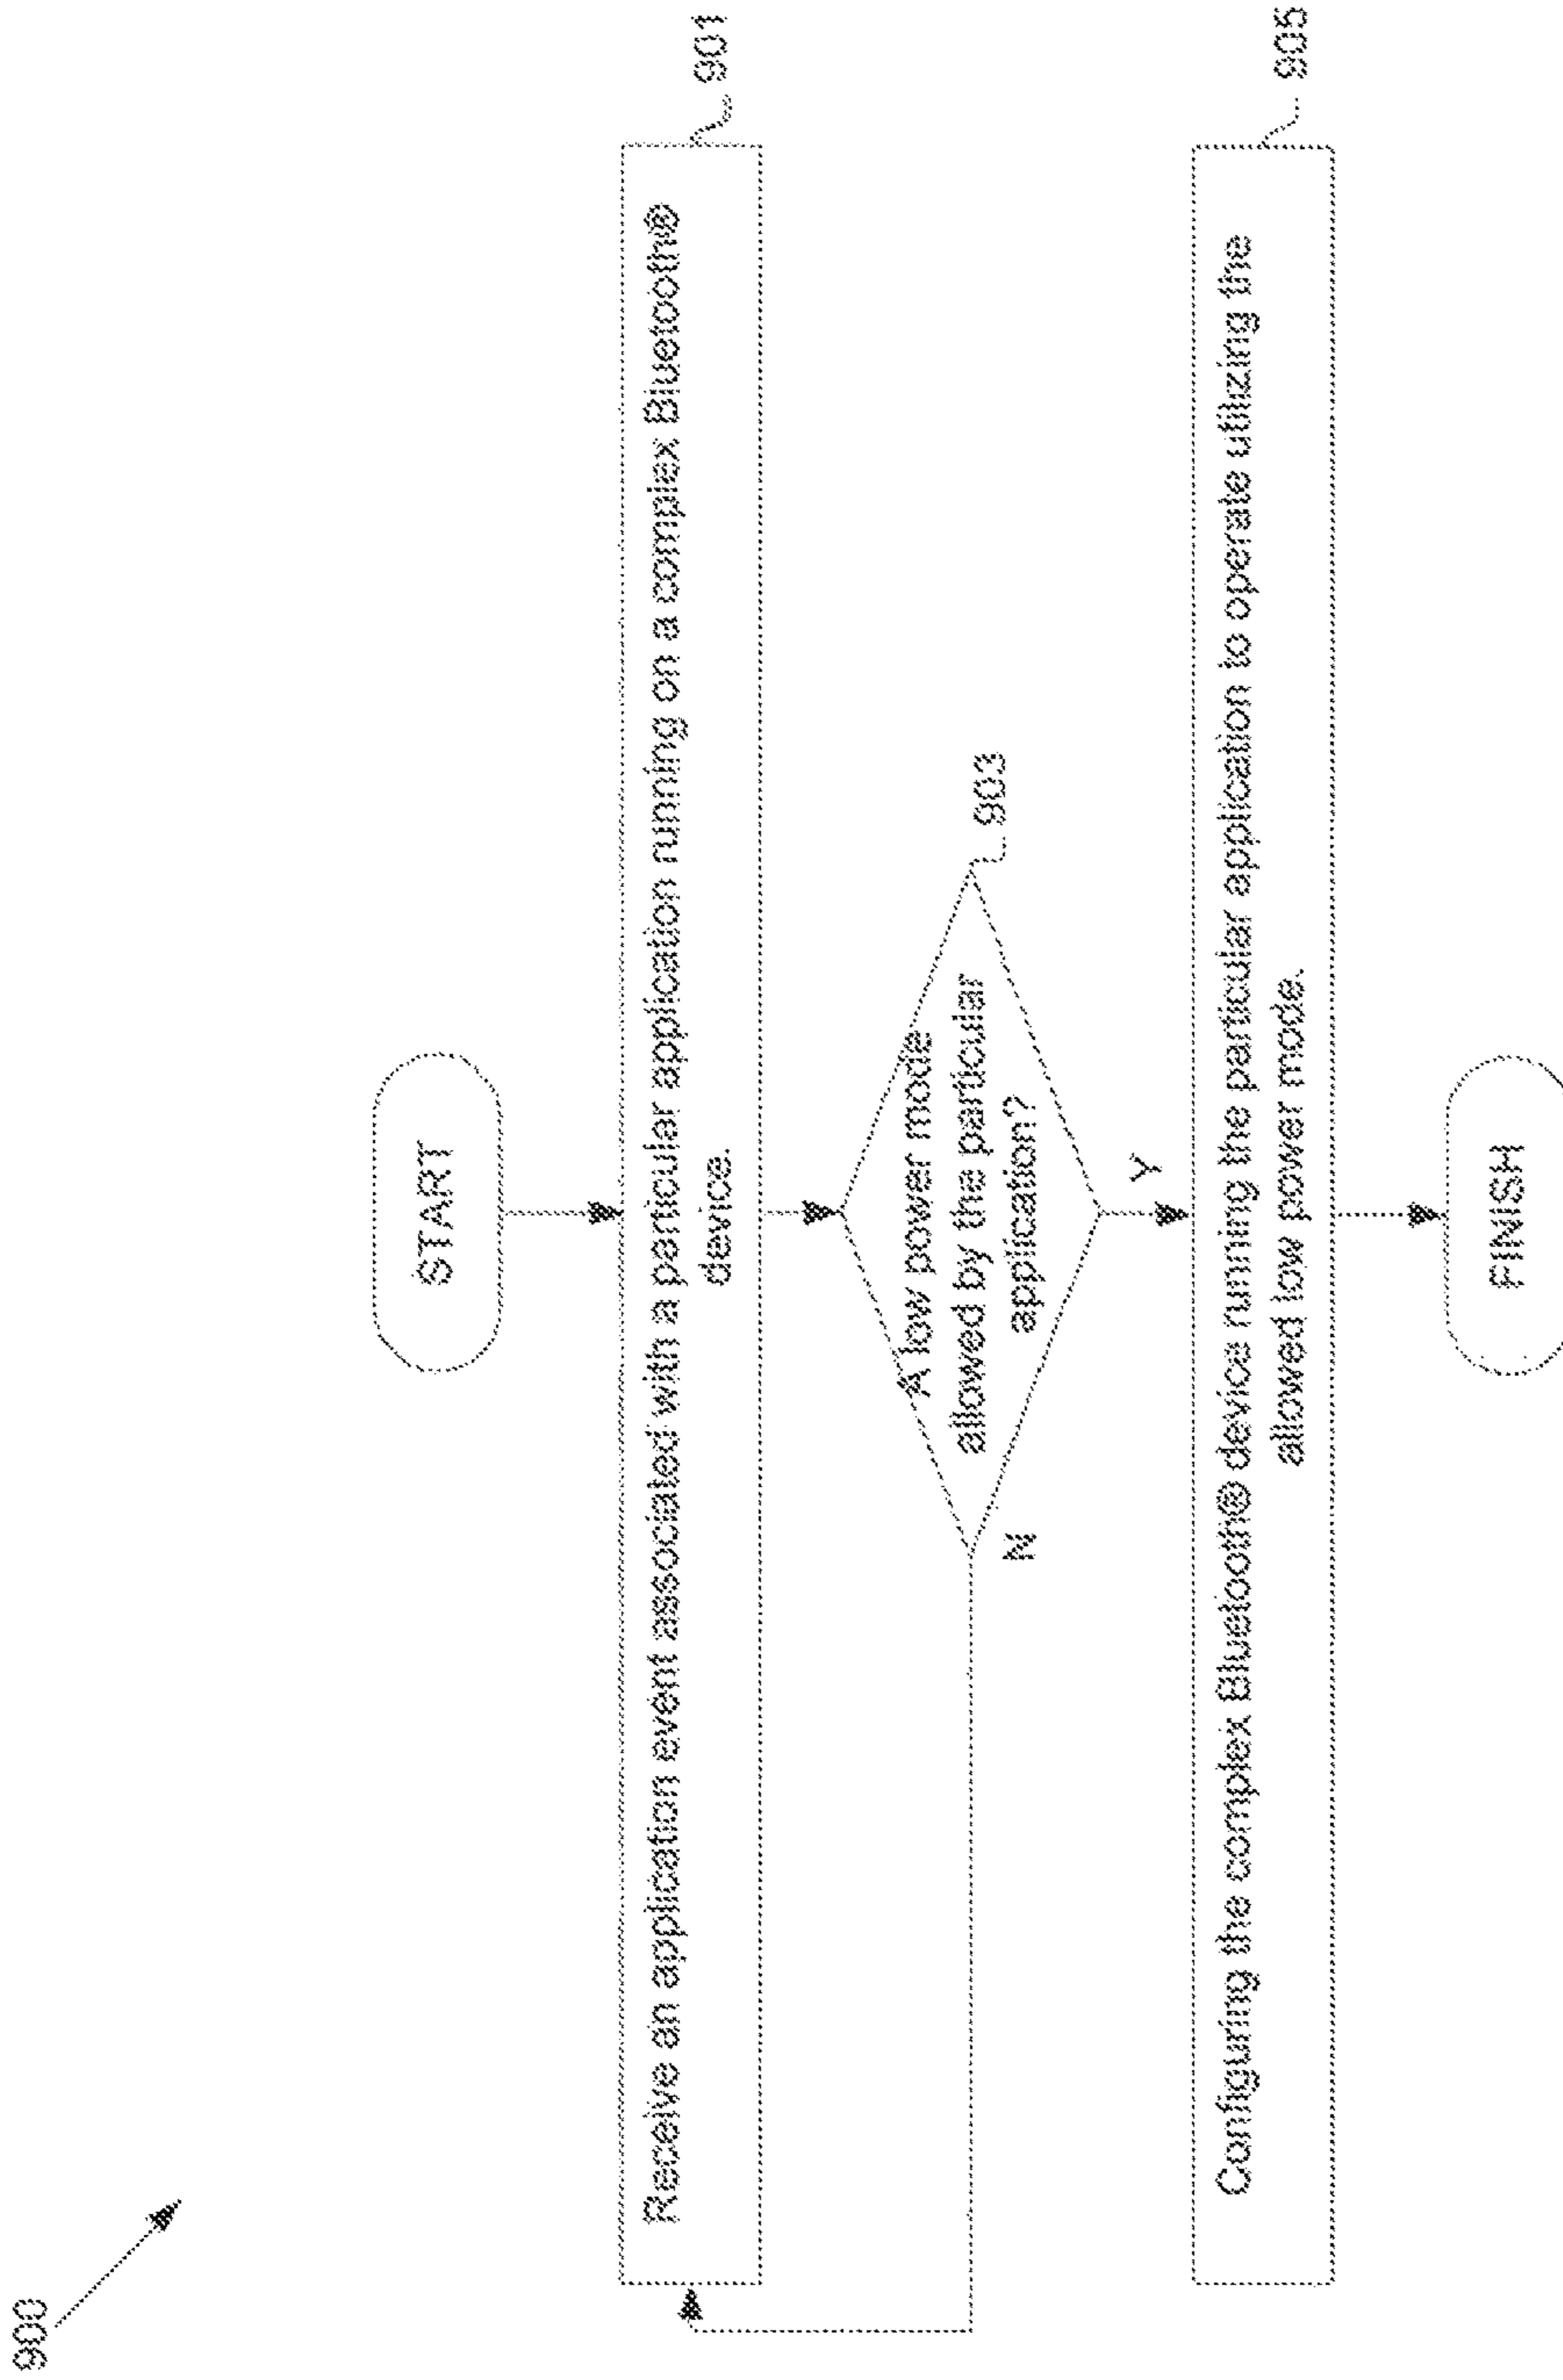 900
START
Receive an application event associated with a particular application running on a complex Bluetooth®
device.
901
A low power mode
allowed by the particular
application?
903
N
Y
Configuring the complex Bluetooth® device running the particular application to operate utilizing the
allowed low power mode.
905
FINISH